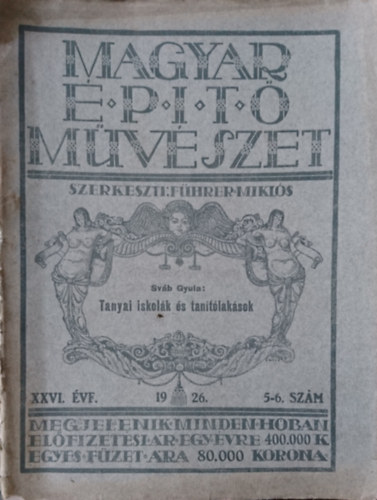 MAGYAR
É·P·I·T·Ő
MŰVÉSZET
SZERKESZTI:FÜHRER·MIKLÓS
Sváb Gyula:
Tanyai iskolák és tanítólakások
XXVI. ÉVF. 1926. 5-6. SZÁM
MEGJELENIK·MINDEN·HÓBAN
ELŐFIZETÉSI·ÁR·EGY·ÉVRE 400.000 K
EGYES·FÜZET·ÁRA 80.000 KORONA